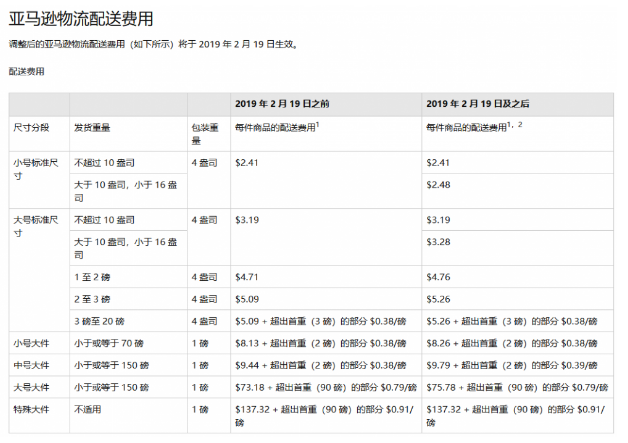 亚马逊物流配送费用
调整后的亚马逊物流配送费用（如下所示）将于 2019 年 2 月 19 日生效。
配送费用
2019 年 2 月 19 日之前 2019 年 2 月 19 日及之后
尺寸分段 发货重量 包装重量 每件商品的配送费用1 每件商品的配送费用1，2
小号标准尺寸 不超过 10 盎司 4 盎司 $2.41 $2.41
大于 10 盎司，小于 16 盎司 $2.48
大号标准尺寸 不超过 10 盎司 4 盎司 $3.19 $3.19
大于 10 盎司，小于 16 盎司 $3.28
1 至 2 磅 4 盎司 $4.71 $4.76
2 至 3 磅 4 盎司 $5.09 $5.26
3 磅至 20 磅 4 盎司 $5.09 + 超出首重（3 磅）的部分 $0.38/磅 $5.26 + 超出首重（3 磅）的部分 $0.38/磅
小号大件 小于或等于 70 磅 1 磅 $8.13 + 超出首重（2 磅）的部分 $0.38/磅 $8.26 + 超出首重（2 磅）的部分 $0.38/磅
中号大件 小于或等于 150 磅 1 磅 $9.44 + 超出首重（2 磅）的部分 $0.38/磅 $9.79 + 超出首重（2 磅）的部分 $0.39/磅
大号大件 小于或等于 150 磅 1 磅 $73.18 + 超出首重（90 磅）的部分 $0.79/磅 $75.78 + 超出首重（90 磅）的部分 $0.79/磅
特殊大件 不适用 1 磅 $137.32 + 超出首重（90 磅）的部分 $0.91/磅 $137.32 + 超出首重（90 磅）的部分 $0.91/磅